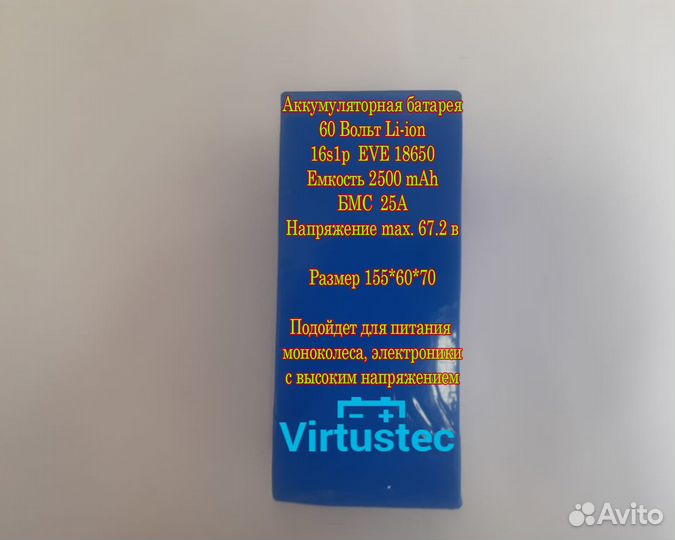 Аккумуляторная батарея
60 Вольт Li-ion
16s1p EVE 18650
Емкость 2500 mAh
БМС 25А
Напряжение max. 67.2 в
Размер 155*60*70
Подойдет для питания
моноколеса, электроники
с высоким напряжением
Virtustec
Avito